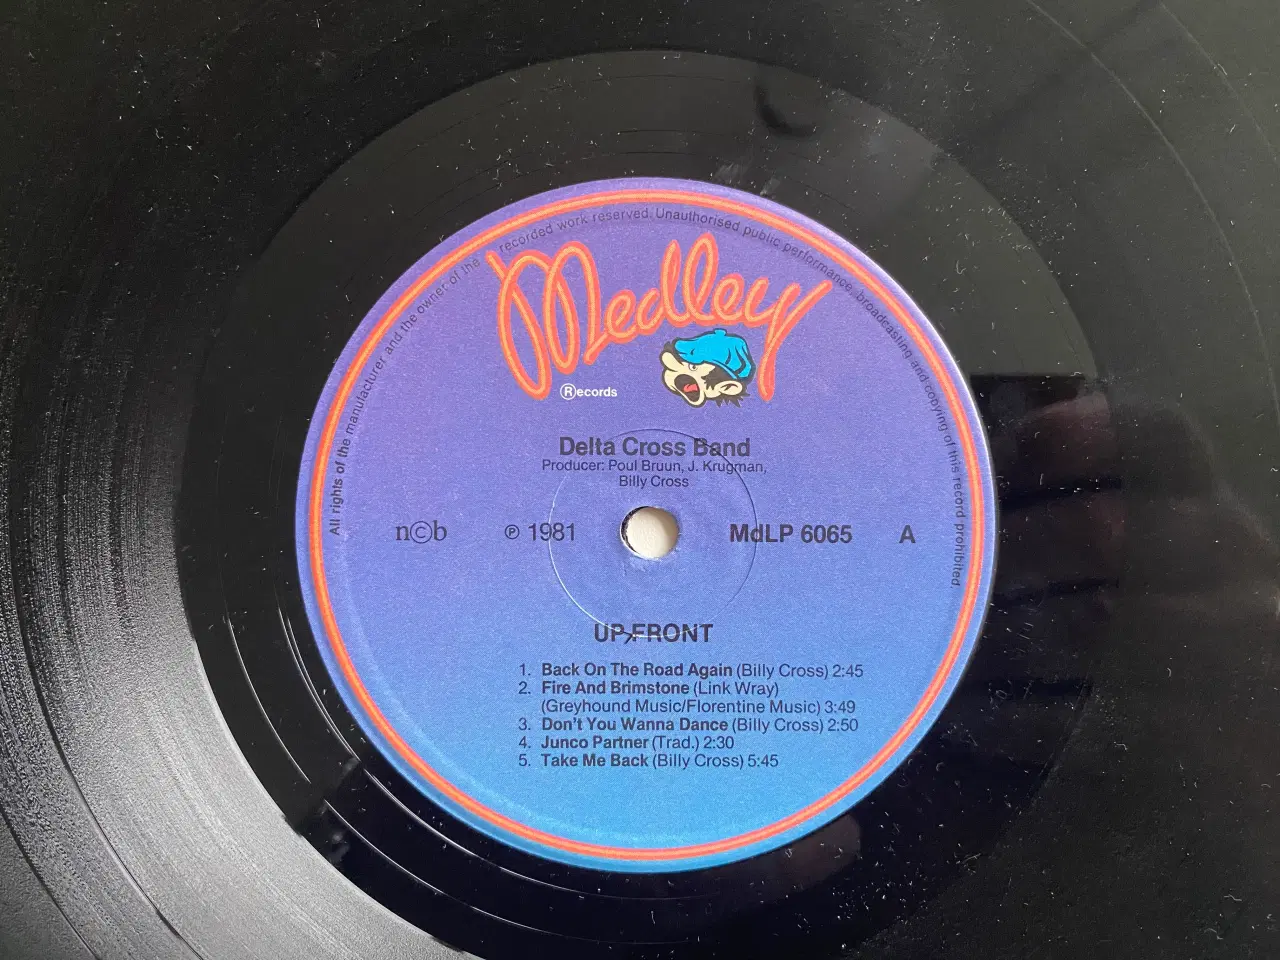 All rights of the manufacturer and the owner of the recorded work reserved. Unauthorised public performance, broadcasting and copying of this record prohibited
Medley
®ecords
Delta Cross Band
Producer: Poul Bruun, J. Krugman,
Billy Cross
n©b
℗ 1981
MdLP 6065
A
UP FRONT
1. Back On The Road Again (Billy Cross) 2:45
2. Fire And Brimstone (Link Wray)
(Greyhound Music/Florentine Music) 3:49
3. Don't You Wanna Dance (Billy Cross) 2:50
4. Junco Partner (Trad.) 2:30
5. Take Me Back (Billy Cross) 5:45